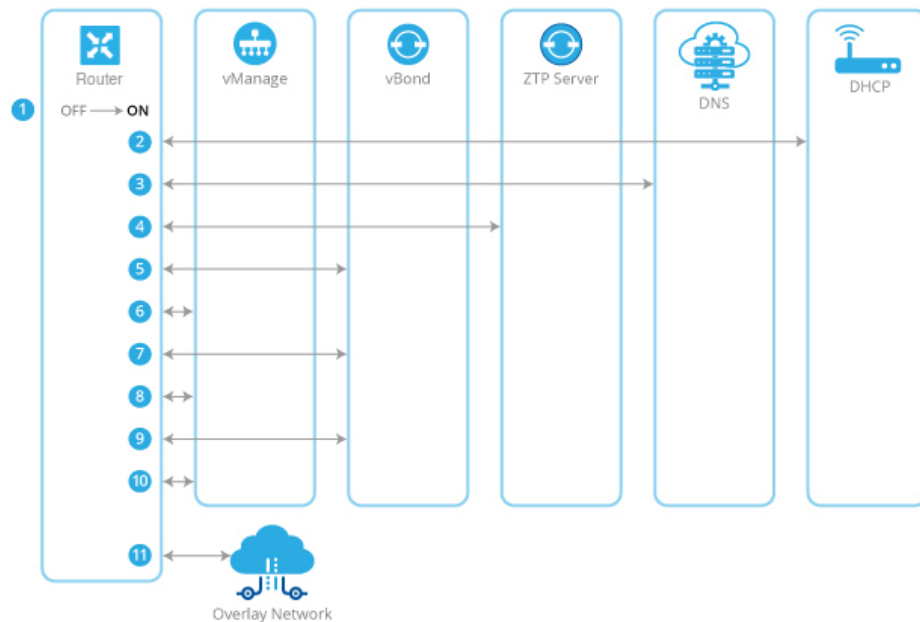 Router
vManage
vBond
ZTP Server
DNS
DHCP
1
OFF ON
2
3
4
5
6
7
8
9
10
11
Overlay Network